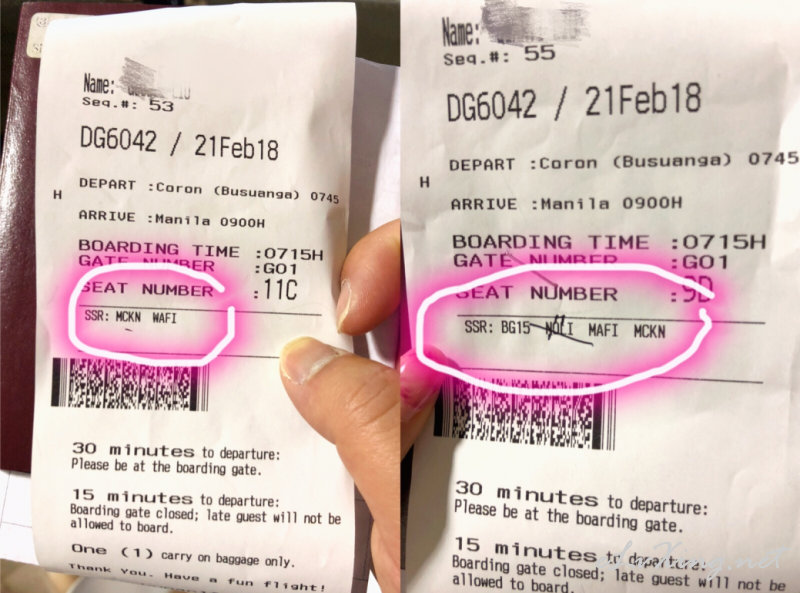 Name:
Seq.#: 53
DG6042 / 21Feb18
DEPART :Coron (Busuanga) 0745
H
ARRIVE :Manila 0900H
BOARDING TIME :0715H
GATE NUMBER :G01
SEAT NUMBER :11C
SSR: MCKN WAFI
30 minutes to departure:
Please be at the boarding gate.
15 minutes to departure:
Boarding gate closed; late guest will not be
allowed to board.
One (1) carry on baggage only.
Thank You. Have a fun flight!
Name:
Seq.#: 55
DG6042 / 21Feb18
DEPART :Coron (Busuanga) 0745
H
ARRIVE :Manila 0900H
BOARDING TIME :0715H
GATE NUMBER :G01
SEAT NUMBER :9D
SSR: BG15 MAFI MCKN
30 minutes to departure:
Please be at the boarding gate.
15 minutes to departure:
Boarding gate closed; late guest will not be
allowed to board.